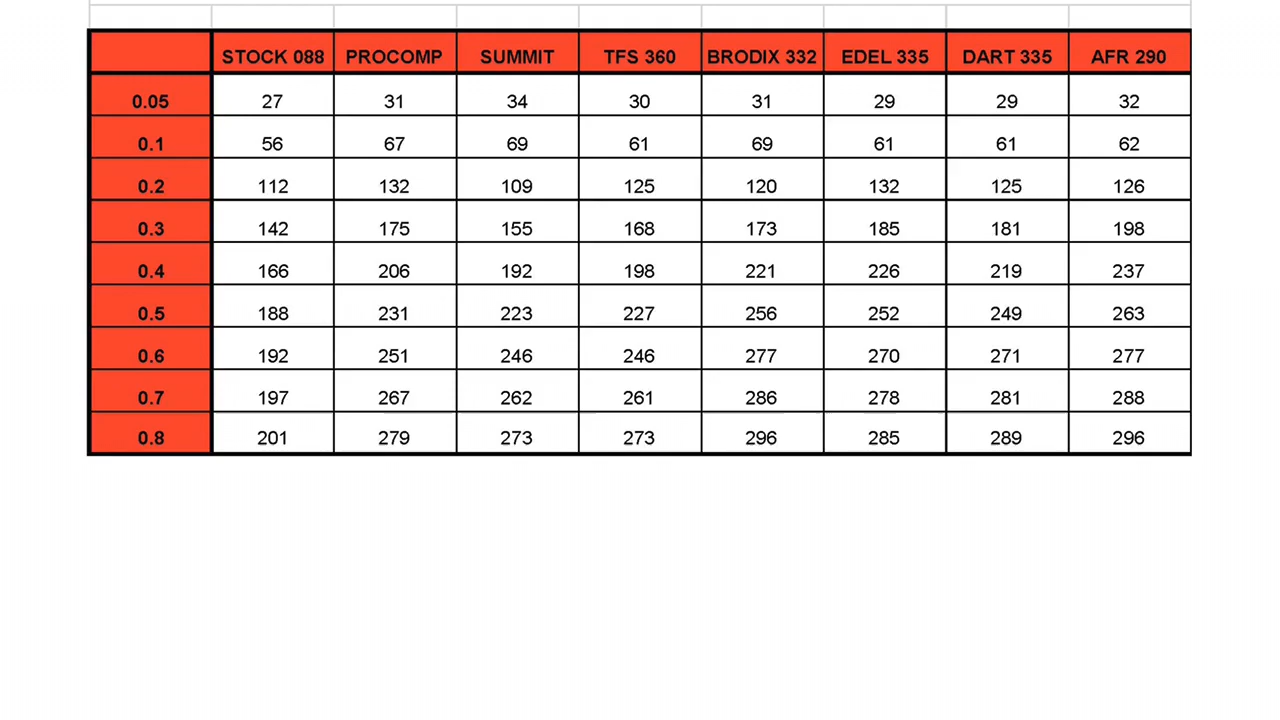 STOCK 088 PROCOMP SUMMIT TFS 360 BRODIX 332 EDEL 335 DART 335 AFR 290
0.05 27 31 34 30 31 29 29 32
0.1 56 67 69 61 69 61 61 62
0.2 112 132 109 125 120 132 125 126
0.3 142 175 155 168 173 185 181 198
0.4 166 206 192 198 221 226 219 237
0.5 188 231 223 227 256 252 249 263
0.6 192 251 246 246 277 270 271 277
0.7 197 267 262 261 286 278 281 288
0.8 201 279 273 273 296 285 289 296